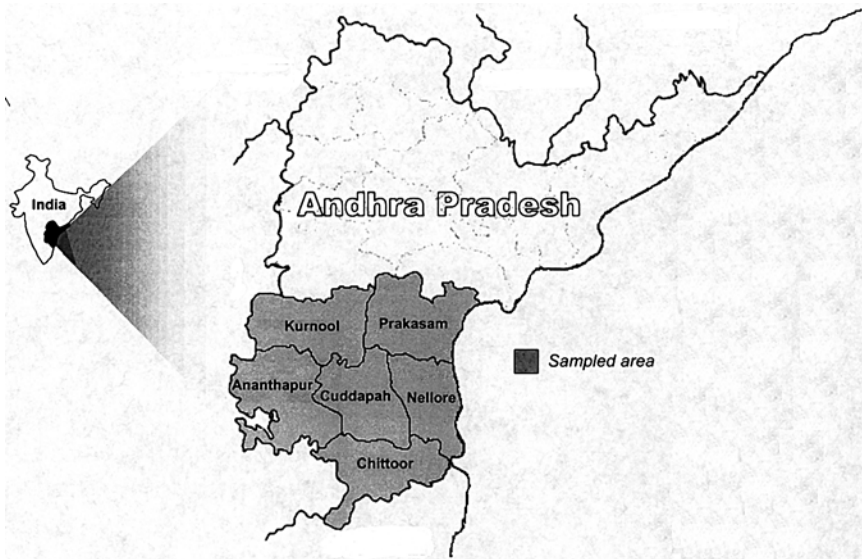 Andhra Pradesh
India
Kurnool
Prakasam
Sampled area
Ananthapur
Cuddapah
Nellore
Chittoor